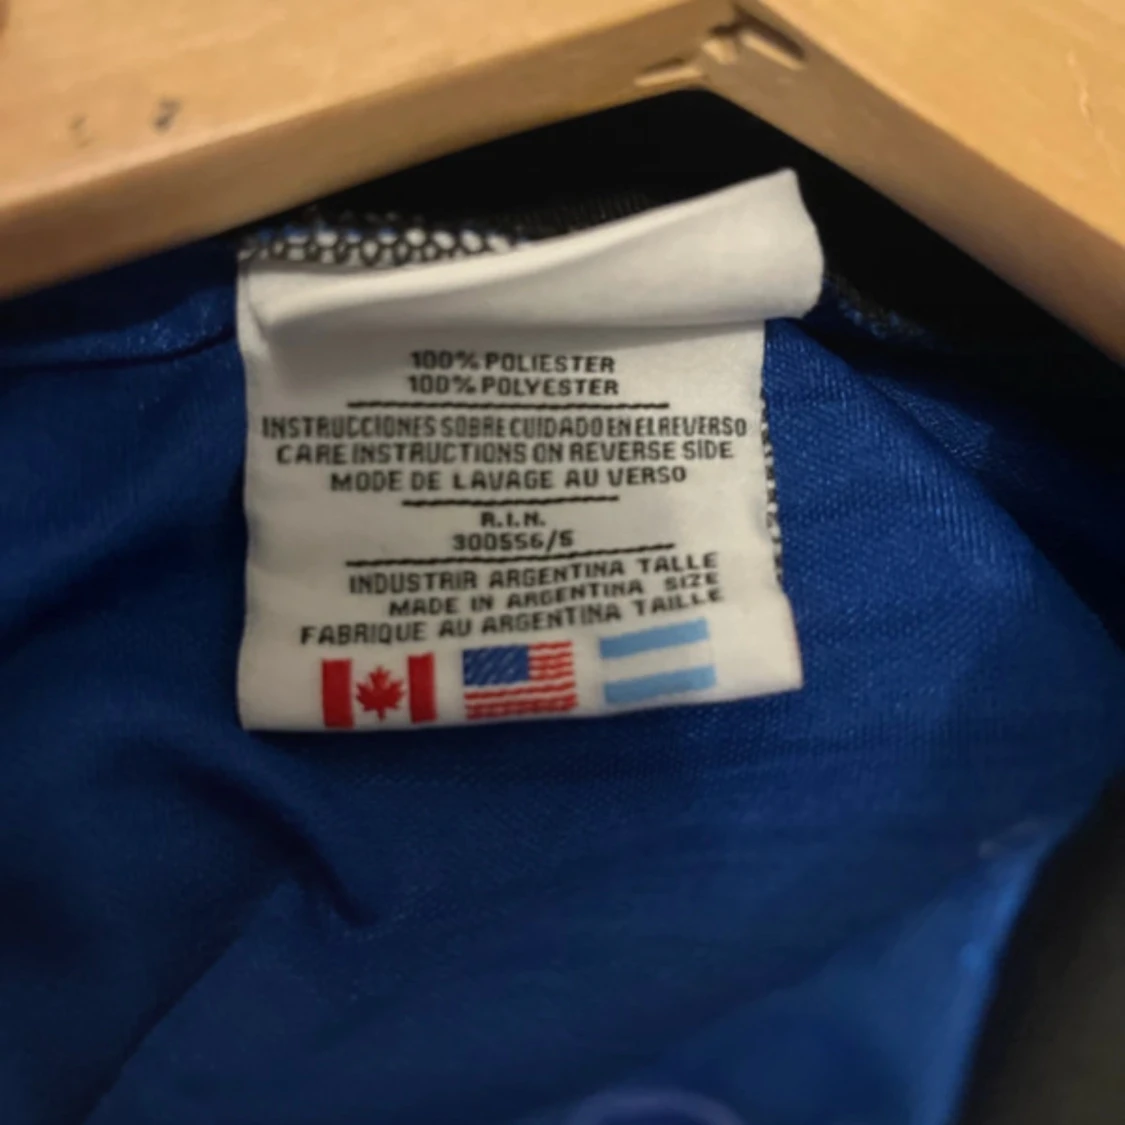 100% POLIESTER
100% POLYESTER
INSTRUCCIONES SOBRE CUIDADO EN EL REVERSO
CARE INSTRUCTIONS ON REVERSE SIDE
MODE DE LAVAGE AU VERSO
R.I.N.
300556/5
INDUSTRIR ARGENTINA TALLE
MADE IN ARGENTINA SIZE
FABRIQUE AU ARGENTINA TAILLE